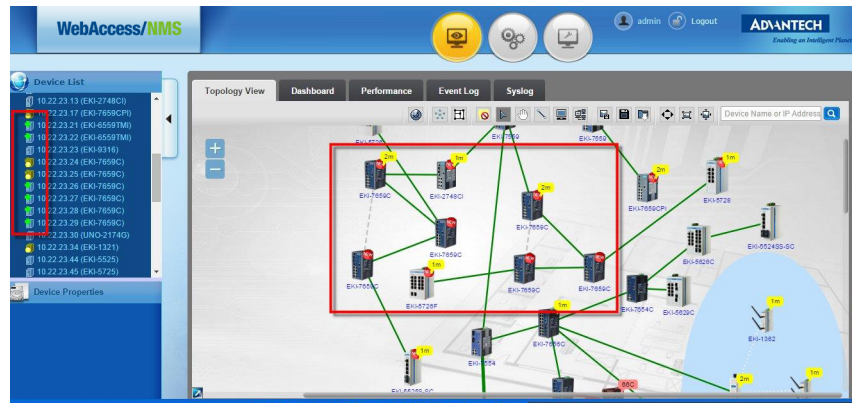 WebAccess/NMS
admin
Logout
ADVANTECH
Enabling an Intelligent Planet
Device List
10.22.23.13 (EKI-2748CI)
10.22.23.17 (EKI-7659CPI)
10.22.23.21 (EKI-6559TMI)
10.22.23.22 (EKI-6559TMI)
10.22.23.23 (EKI-9316)
10.22.23.24 (EKI-7659C)
10.22.23.25 (EKI-7659C)
10.22.23.26 (EKI-7659C)
10.22.23.27 (EKI-7659C)
10.22.23.28 (EKI-7659C)
10.22.23.29 (EKI-7659C)
10.22.23.30 (UNO-2174G)
10.22.23.34 (EKI-1321)
10.22.23.44 (EKI-5525)
10.22.23.45 (EKI-5725)
Device Properties
Topology View
Dashboard
Performance
Event Log
Syslog
Device Name or IP Address
2m
1m
EKI-7659C
EKI-2748CI
2m
EKI-7659C
2m
EKI-7659CPI
1m
EKI-5728
EKI-7659C
EKI-5524SS-SC
EKI-5626C
EKI-7659C
1m
EKI-5726F
EKI-7659C
EKI-7659C
EKI-7654C
EKI-5629C
1m
EKI-7656C
1m
EKI-1362
1m
86C
2m
1m